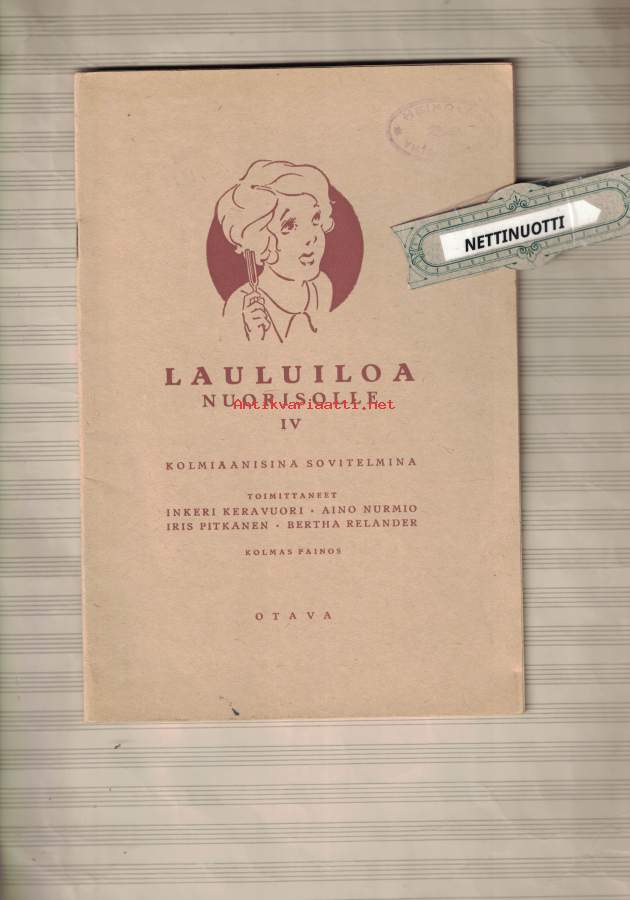 NETTINUOTTI
LAULUILOA
NUORISOLLE
Antikvariaatti.net
IV
KOLMIÄÄNISINA SOVITELMINA
TOIMITTANEET
INKERI KERAVUORI · AINO NURMIO
IRIS PITKÄNEN · BERTHA RELANDER
KOLMAS PAINOS
OTAVA